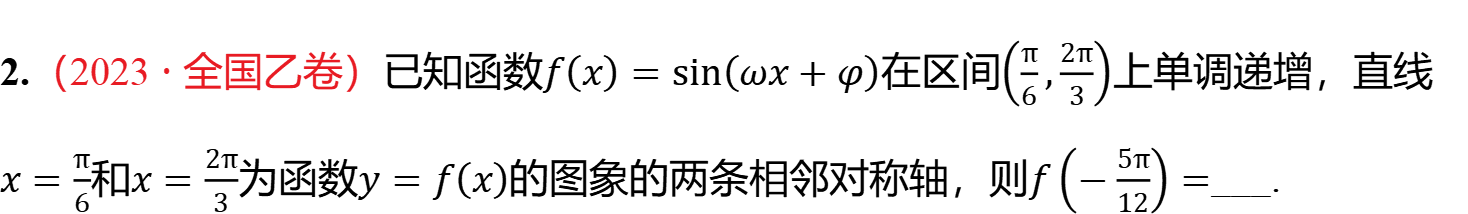 2. (2023·全国乙卷) 已知函数f(x) = sin(ωx + φ)在区间(π/6, 2π/3)上单调递增，直线
x = π/6和x = 2π/3为函数y = f(x)的图象的两条相邻对称轴，则f(−5π/12) =___.